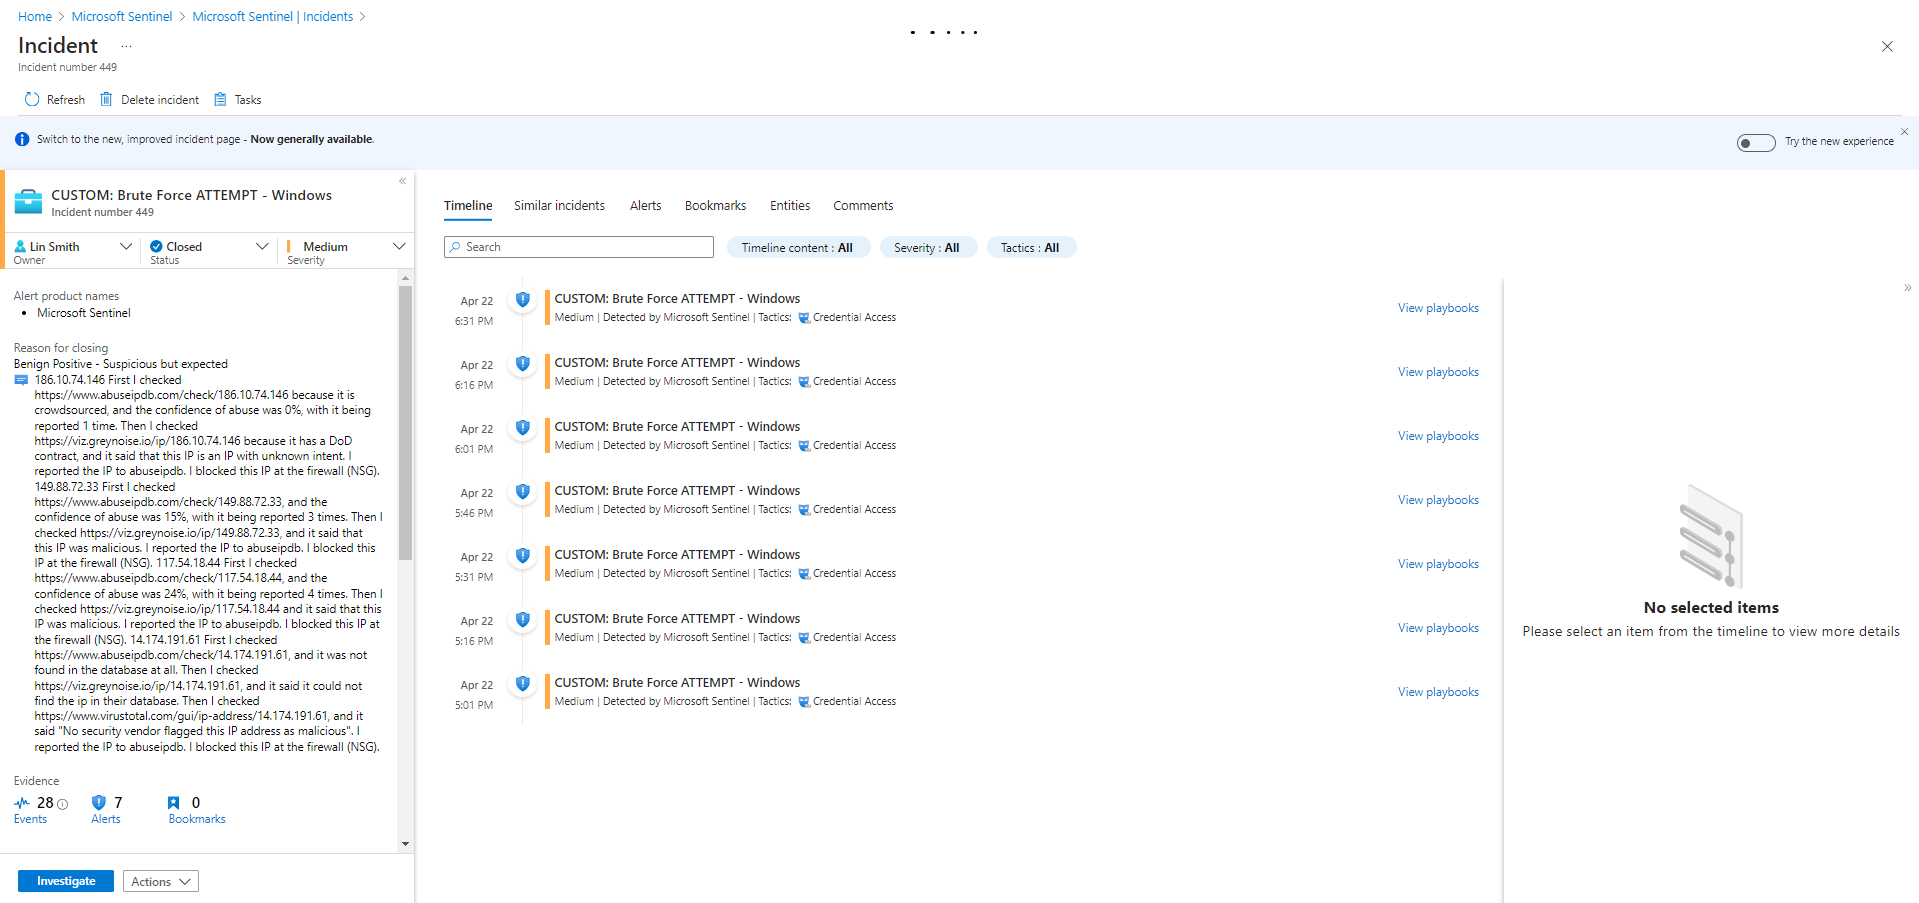 Home > Microsoft Sentinel > Microsoft Sentinel | Incidents >
Incident ...
Incident number 449
Refresh Delete incident Tasks
Switch to the new, improved incident page - Now generally available.
Try the new experience
CUSTOM: Brute Force ATTEMPT - Windows
Incident number 449
Lin Smith
Owner
Closed
Status
Medium
Severity
Alert product names
• Microsoft Sentinel
Reason for closing
Benign Positive - Suspicious but expected
186.10.74.146 First I checked
https://www.abuseipdb.com/check/186.10.74.146 because it is
crowdsourced, and the confidence of abuse was 0%, with it being
reported 1 time. Then I checked
https://viz.greynoise.io/ip/186.10.74.146 because it has a DoD
contract, and it said that this IP is an IP with unknown intent. I
reported the IP to abuseipdb. I blocked this IP at the firewall (NSG).
149.88.72.33 First I checked
https://www.abuseipdb.com/check/149.88.72.33, and the
confidence of abuse was 15%, with it being reported 3 times. Then I
checked https://viz.greynoise.io/ip/149.88.72.33, and it said that
this IP was malicious. I reported the IP to abuseipdb. I blocked this
IP at the firewall (NSG). 117.54.18.44 First I checked
https://www.abuseipdb.com/check/117.54.18.44, and the
confidence of abuse was 24%, with it being reported 4 times. Then I
checked https://viz.greynoise.io/ip/117.54.18.44 and it said that this
IP was malicious. I reported the IP to abuseipdb. I blocked this IP at
the firewall (NSG). 14.174.191.61 First I checked
https://www.abuseipdb.com/check/14.174.191.61, and it was not
found in the database at all. Then I checked
https://viz.greynoise.io/ip/14.174.191.61, and it said it could not
find the ip in their database. Then I checked
https://www.virustotal.com/gui/ip-address/14.174.191.61, and it
said "No security vendor flagged this IP address as malicious". I
reported the IP to abuseipdb. I blocked this IP at the firewall (NSG).
Evidence
28
Events
7
Alerts
0
Bookmarks
Investigate
Actions
Timeline Similar incidents Alerts Bookmarks Entities Comments
Search
Timeline content : All
Severity : All
Tactics : All
Apr 22
6:31 PM
CUSTOM: Brute Force ATTEMPT - Windows
Medium | Detected by Microsoft Sentinel | Tactics: Credential Access
View playbooks
Apr 22
6:16 PM
CUSTOM: Brute Force ATTEMPT - Windows
Medium | Detected by Microsoft Sentinel | Tactics: Credential Access
View playbooks
Apr 22
6:01 PM
CUSTOM: Brute Force ATTEMPT - Windows
Medium | Detected by Microsoft Sentinel | Tactics: Credential Access
View playbooks
Apr 22
5:46 PM
CUSTOM: Brute Force ATTEMPT - Windows
Medium | Detected by Microsoft Sentinel | Tactics: Credential Access
View playbooks
Apr 22
5:31 PM
CUSTOM: Brute Force ATTEMPT - Windows
Medium | Detected by Microsoft Sentinel | Tactics: Credential Access
View playbooks
Apr 22
5:16 PM
CUSTOM: Brute Force ATTEMPT - Windows
Medium | Detected by Microsoft Sentinel | Tactics: Credential Access
View playbooks
Apr 22
5:01 PM
CUSTOM: Brute Force ATTEMPT - Windows
Medium | Detected by Microsoft Sentinel | Tactics: Credential Access
View playbooks
No selected items
Please select an item from the timeline to view more details